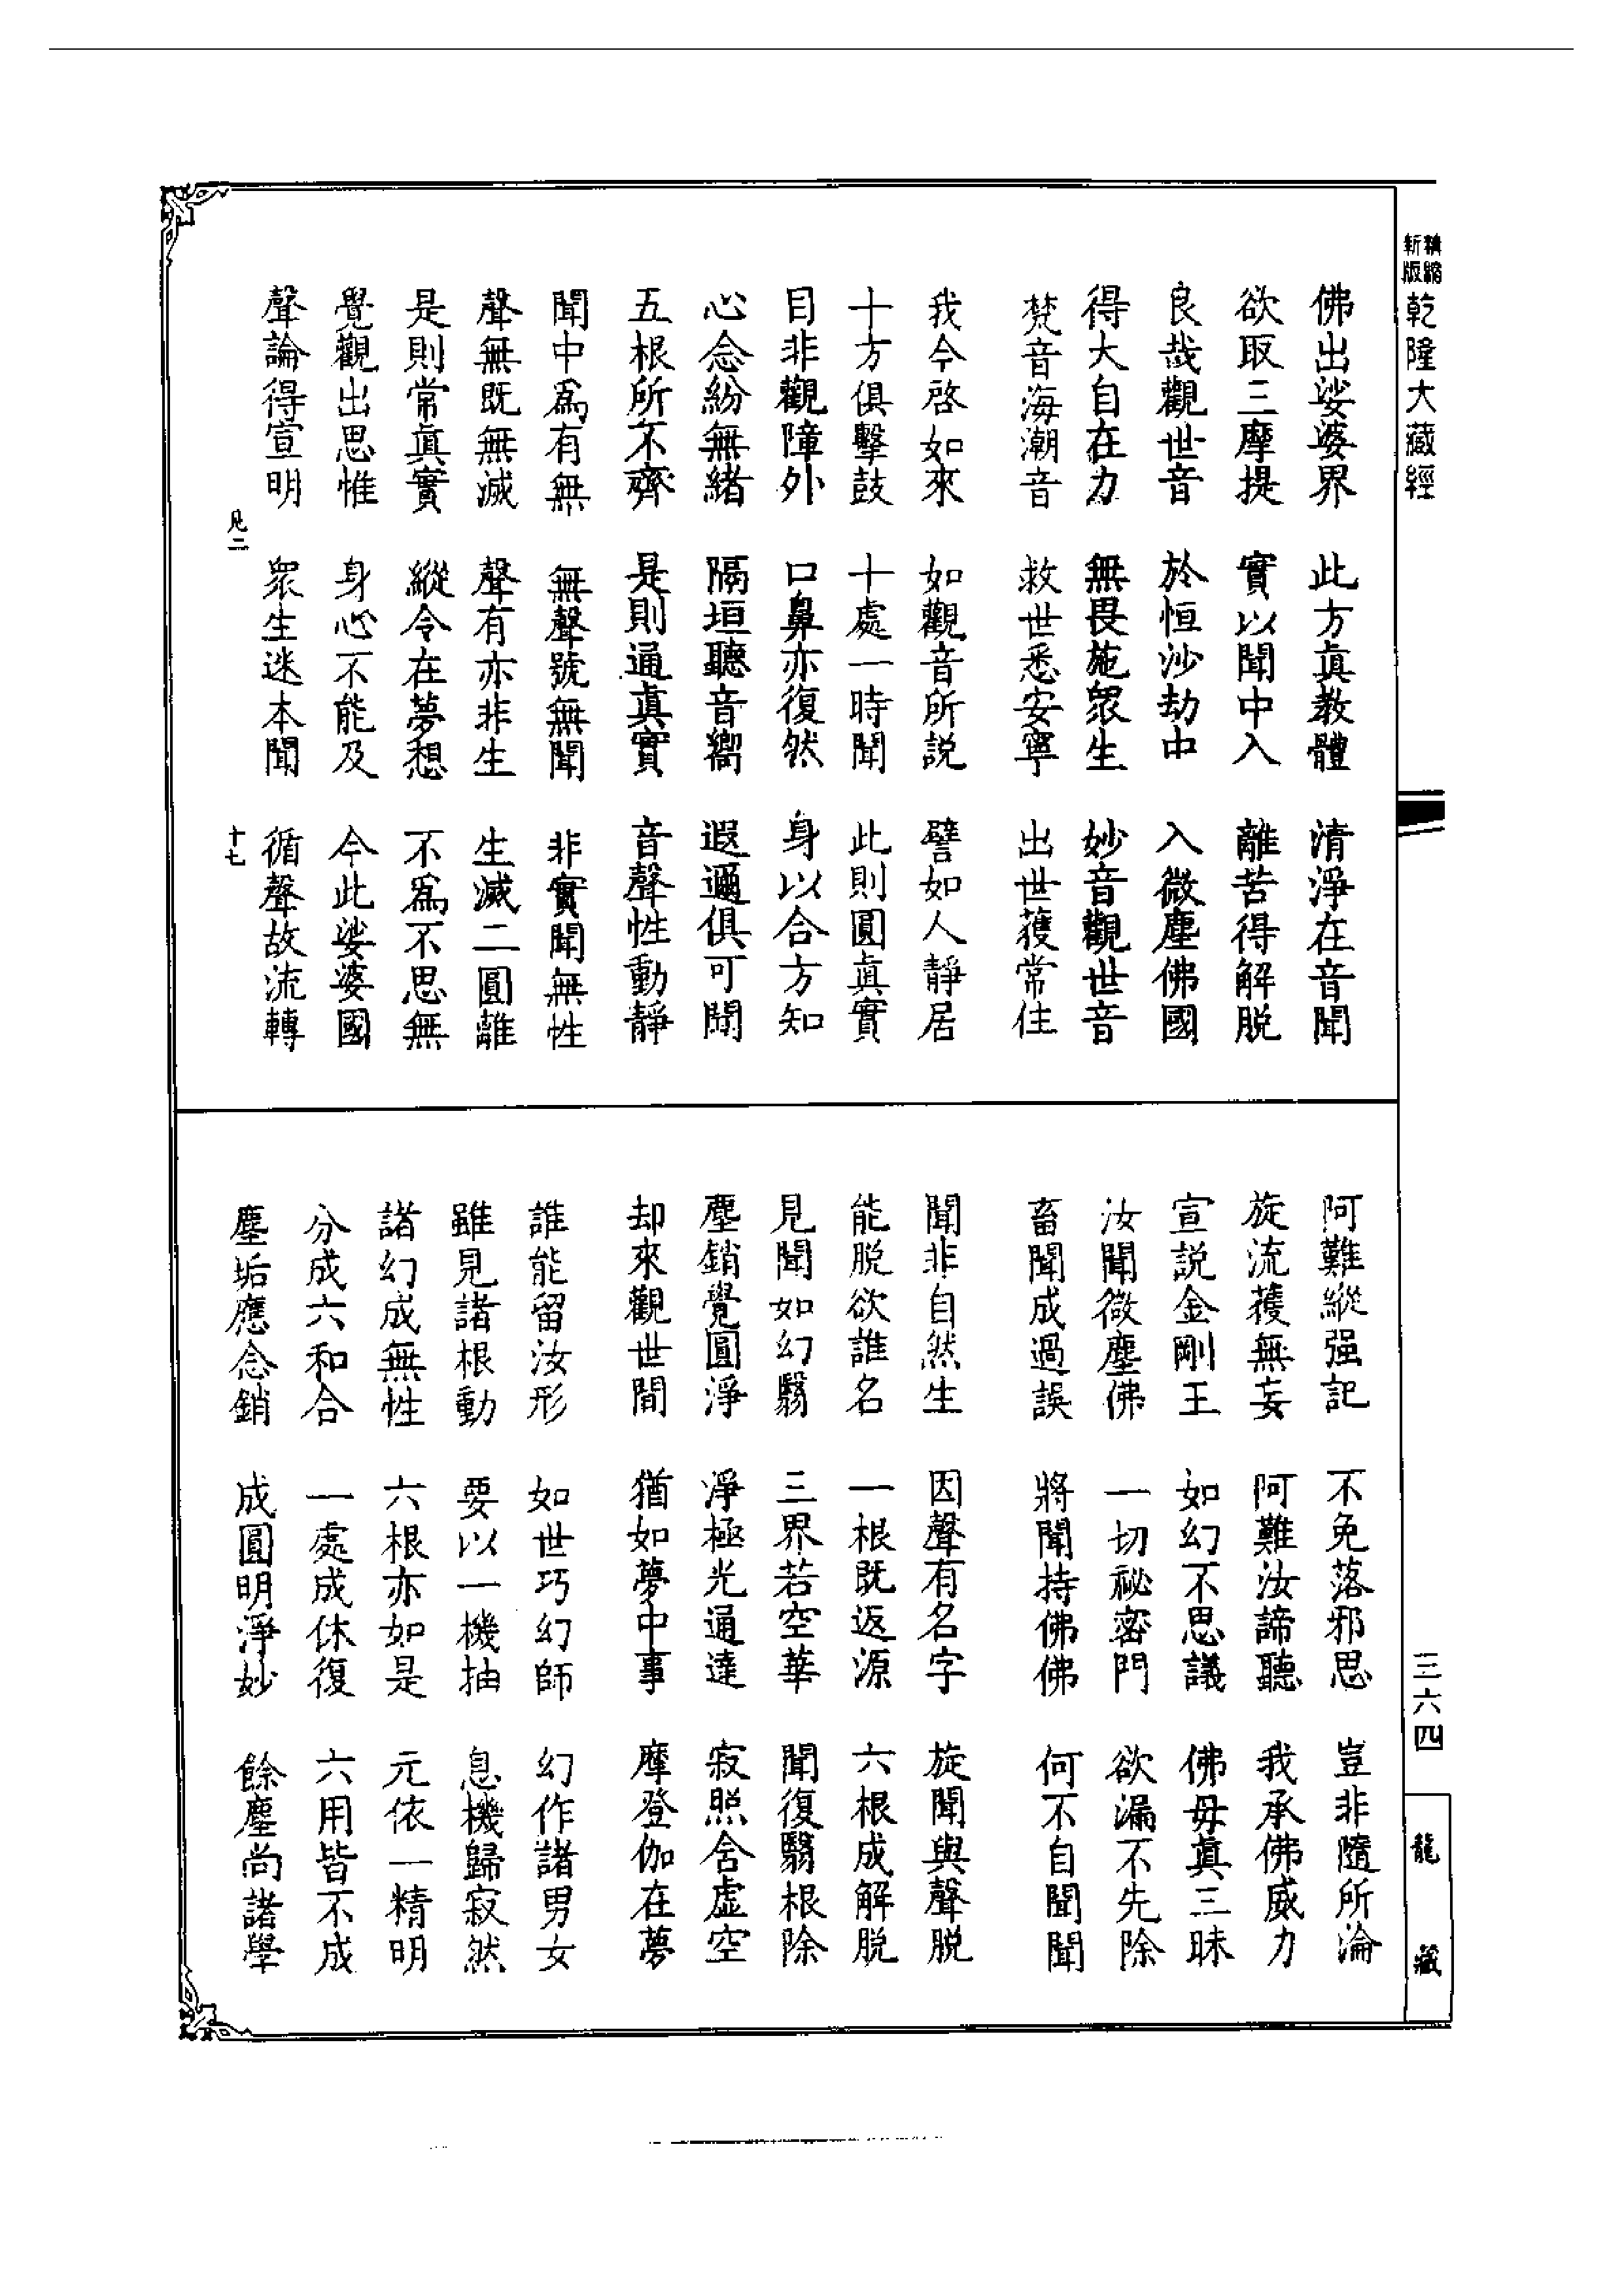 精縮新版乾隆大藏經
佛出娑婆界　此方真教體　清淨在音聞
欲取三摩提　實以聞中入　離苦得解脱
良哉觀世音　於恒沙劫中　入微塵佛國
得大自在力　無畏施衆生　妙音觀世音
梵音海潮音　救世悉安寧　出世獲常住
我今啓如來　如觀音所説　譬如人靜居
十方俱擊鼓　十處一時聞　此則圓真實
目非觀障外　口鼻亦復然　身以合方知
心念紛無緒　隔垣聽音嚮　遐邇俱可聞
五根所不齊　是則通真實　音聲性動靜
聞中爲有無　無聲號無聞　非實聞無性
聲無既無滅　聲有亦非生　生滅二圓離
是則常真實　縱令在夢想　不爲不思無
覺觀出思惟　身心不能及　今此娑婆國
聲論得宣明　衆生迷本聞　循聲故流轉
十七
阿難縱强記　不免落邪思　豈非隨所淪
旋流獲無妄　阿難汝諦聽　我承佛威力
宣説金剛王　如幻不思議　佛母真三昧
汝聞微塵佛　一切祕密門　欲漏不先除
畜聞成過誤　將聞持佛佛　何不自聞聞
聞非自然生　因聲有名字　旋聞與聲脱
能脱欲誰名　一根既返源　六根成解脱
見聞如幻翳　三界若空華　聞復翳根除
塵銷覺圓淨　淨極光通達　寂照含虚空
却來觀世間　猶如夢中事　摩登伽在夢
誰能留汝形　如世巧幻師　幻作諸男女
雖見諸根動　要以一機抽　息機歸寂然
諸幻成無性　六根亦如是　元依一精明
分成六和合　一處成休復　六用皆不成
塵垢應念銷　成圓明淨妙　餘塵尚諸學
三六四
龍藏